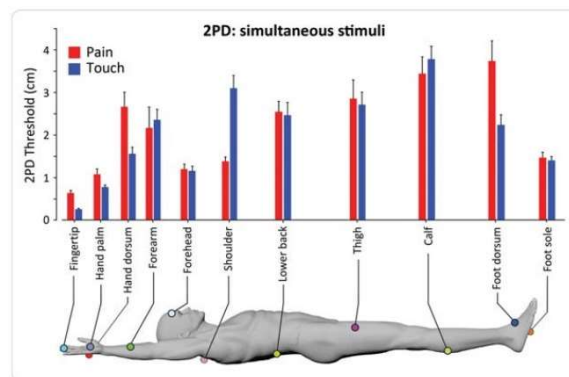 2PD: simultaneous stimuli
Pain
Touch
2PD Threshold (cm)
4
3
2
1
0
Fingertip
Hand palm
Hand dorsum
Forearm
Forehead
Shoulder
Lower back
Thigh
Calf
Foot dorsum
Foot sole